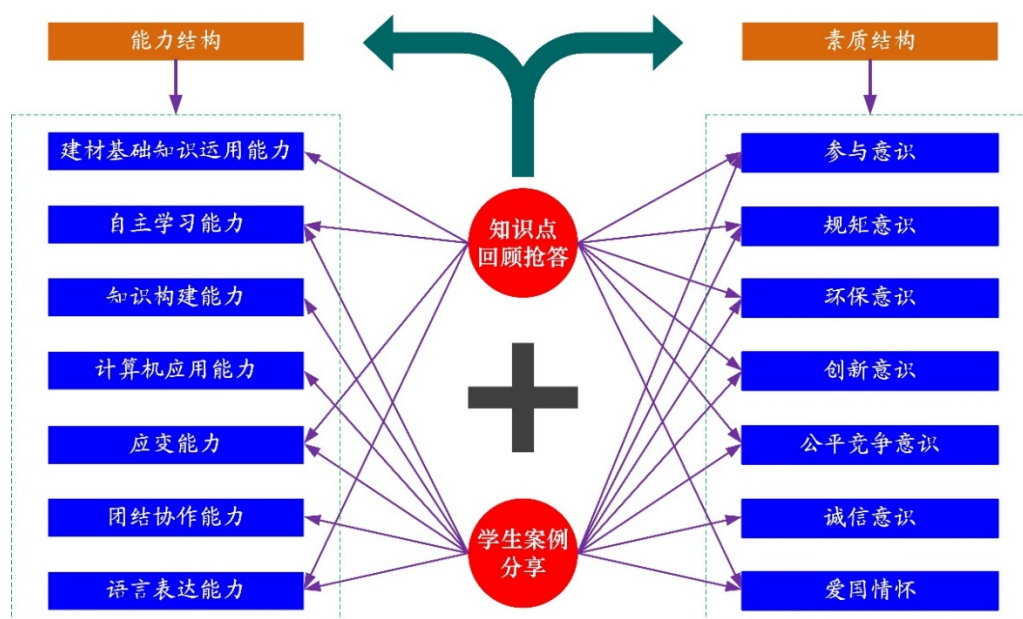 能力结构
建材基础知识运用能力
自主学习能力
知识构建能力
计算机应用能力
应变能力
团结协作能力
语言表达能力
知识点
回顾抢答
学生案例
分享
素质结构
参与意识
规矩意识
环保意识
创新意识
公平竞争意识
诚信意识
爱国情怀